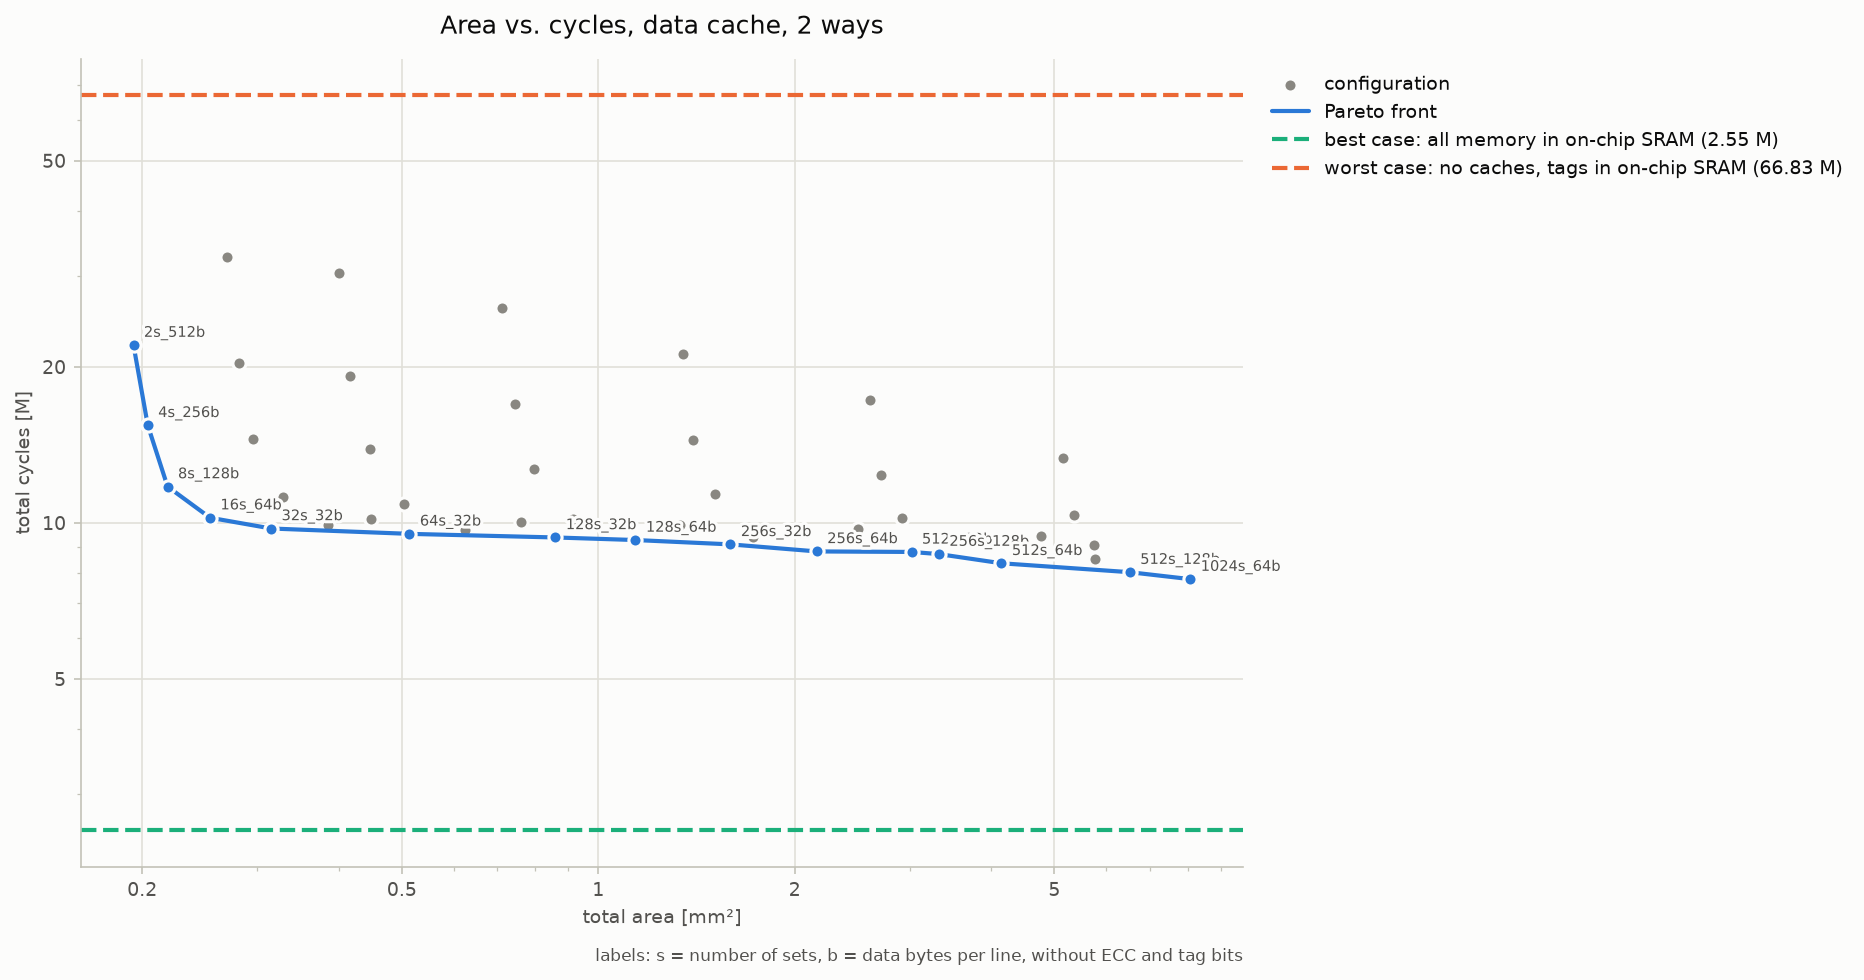 Area vs. cycles, data cache, 2 ways
configuration
Pareto front
best case: all memory in on-chip SRAM (2.55 M)
worst case: no caches, tags in on-chip SRAM (66.83 M)
total cycles [M]
50
20
10
5
2s_512b
4s_256b
8s_128b
16s_64b
32s_32b
64s_32b
128s_32b
128s_64b
256s_32b
256s_64b
256s_128b
512s_64b
512s_128b
1024s_64b
0.2
0.5
1
2
5
total area [mm²]
labels: s = number of sets, b = data bytes per line, without ECC and tag bits